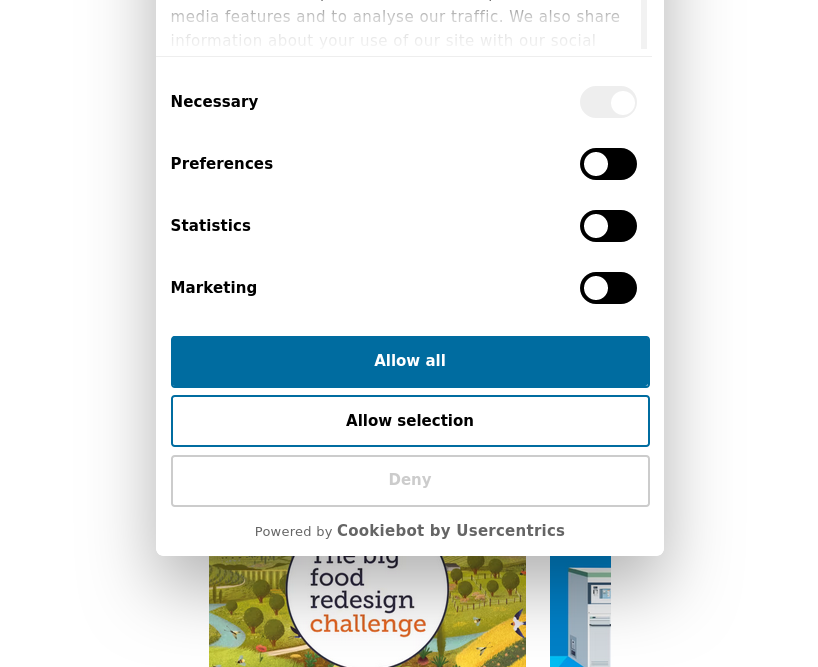 media features and to analyse our traffic. We also share
information about your use of our site with our social
Necessary
Preferences
Statistics
Marketing
Allow all
Allow selection
Deny
Powered by Cookiebot by Usercentrics
The big
food
redesign
challenge